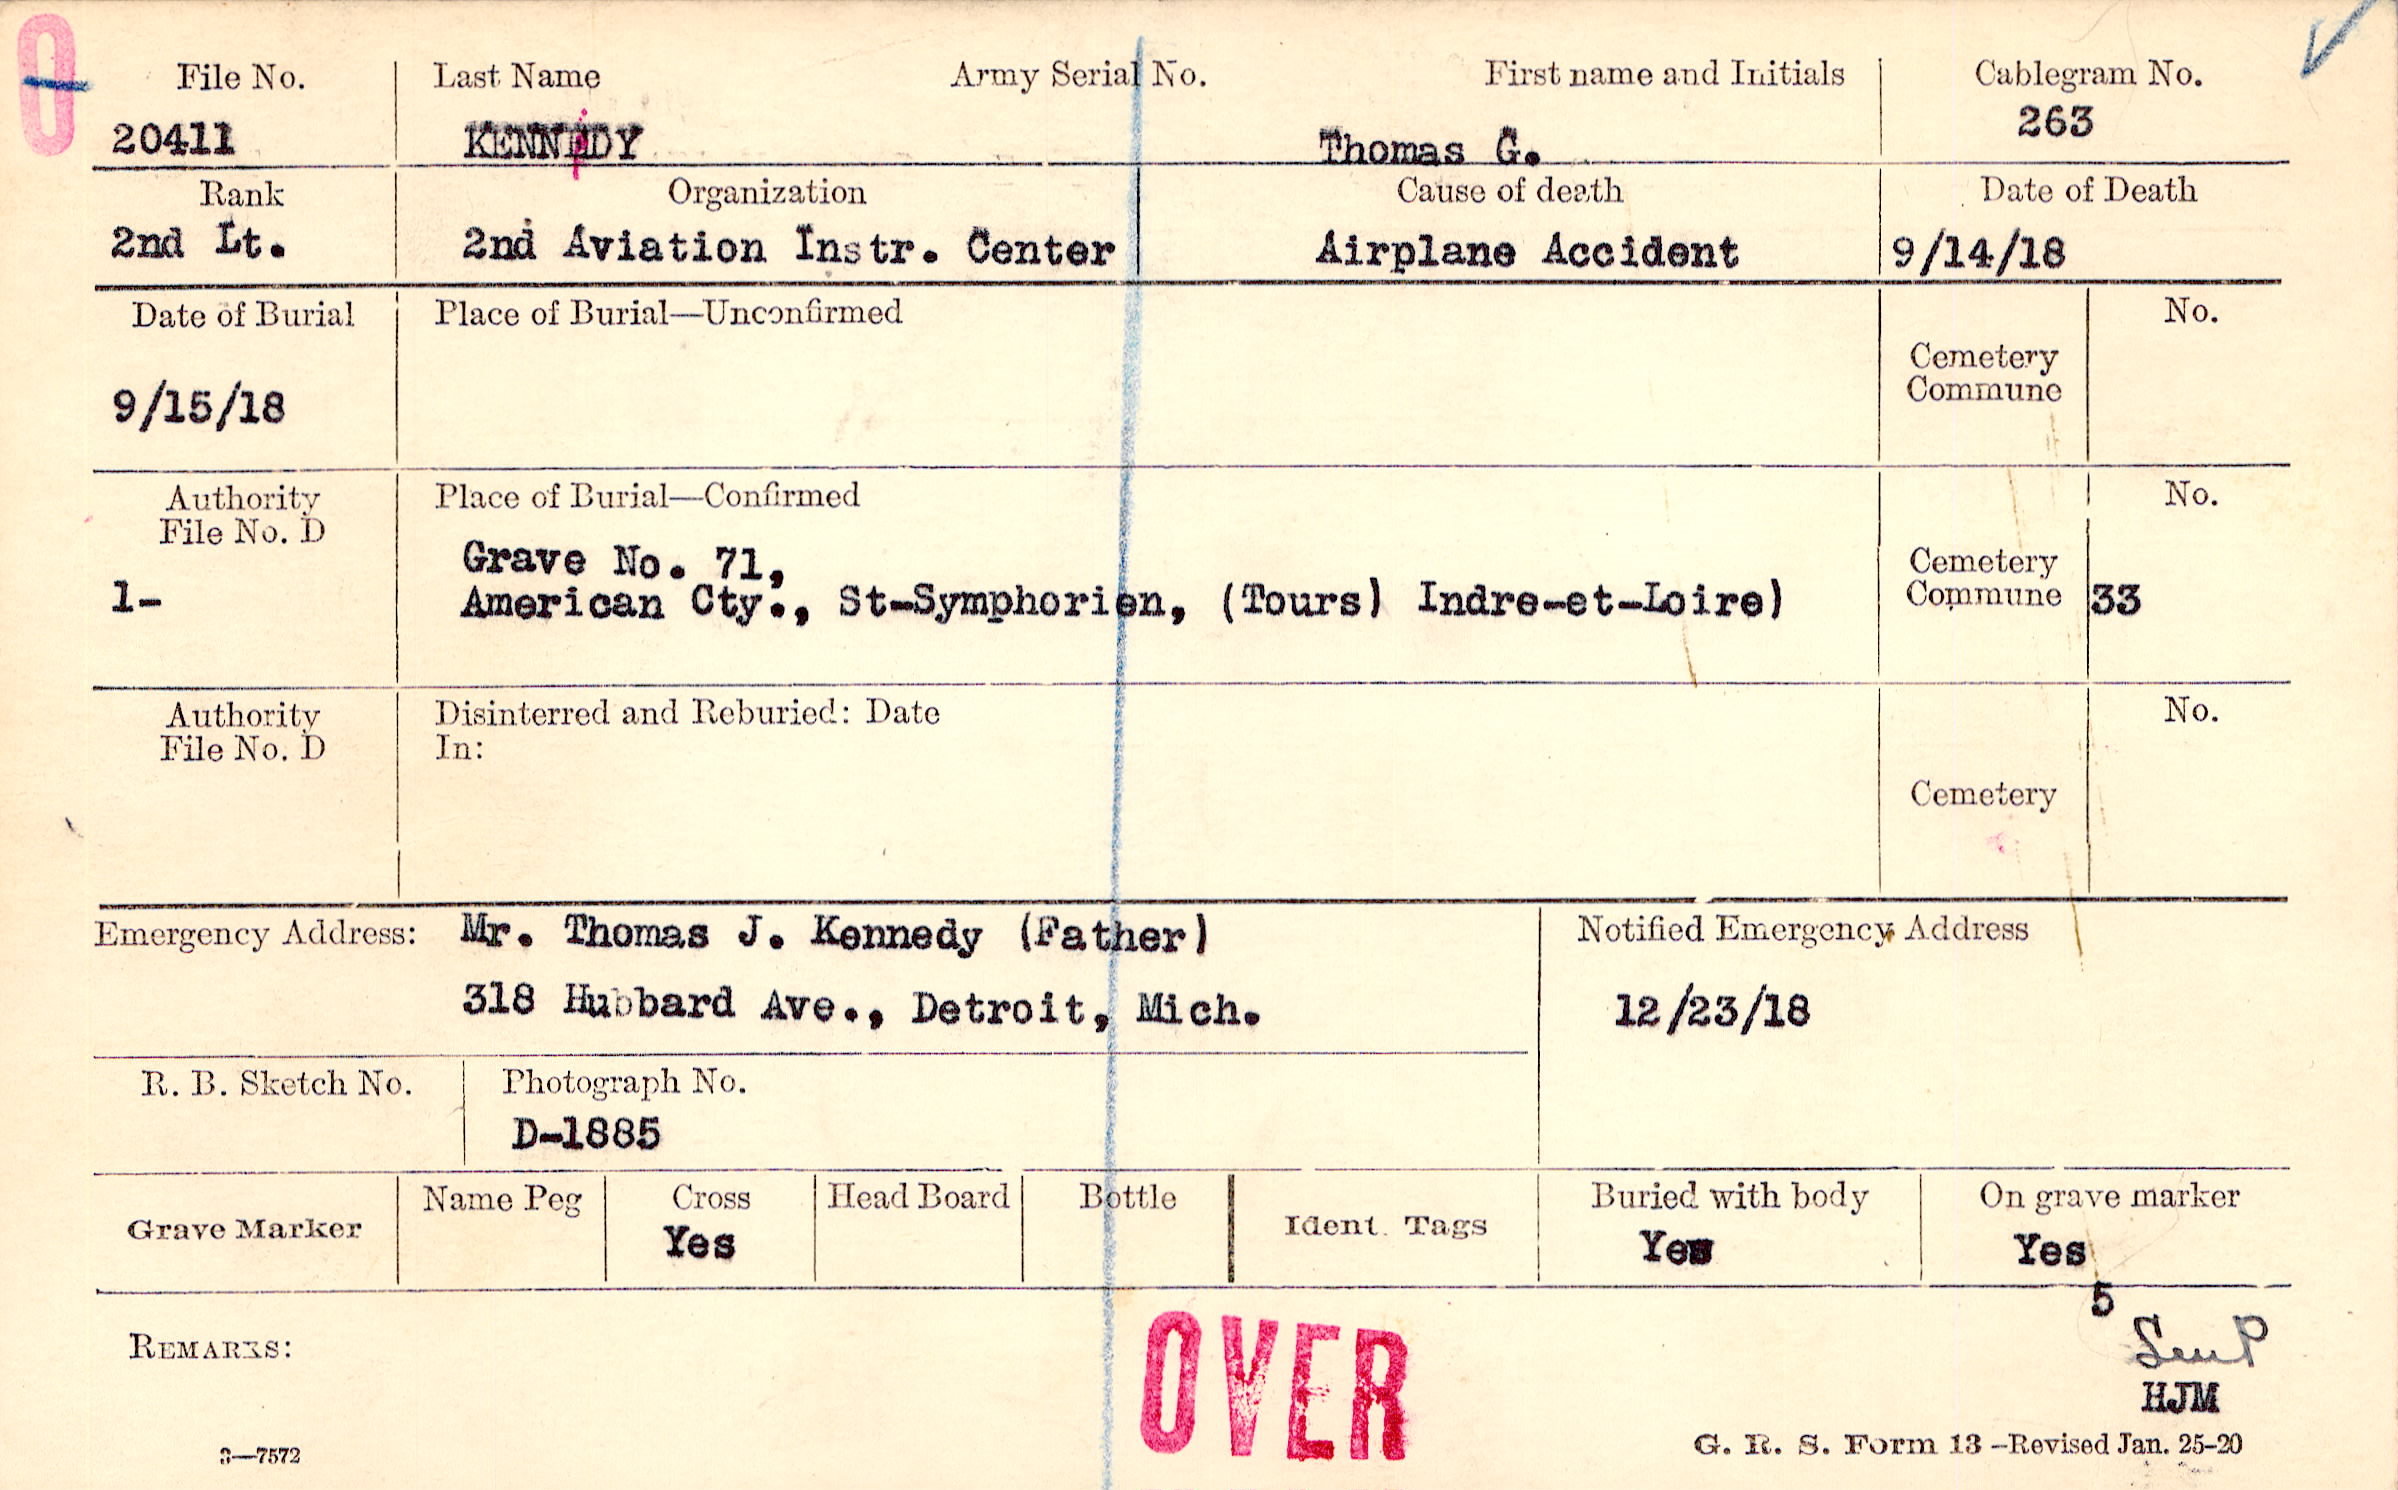 O
File No. Last Name Army Serial No. First name and Initials Cablegram No.
20411 KENNEDY Thomas G. 263
Rank Organization Cause of death Date of Death
2nd Lt. 2nd Aviation Instr. Center Airplane Accident 9/14/18
Date of Burial Place of Burial—Unconfirmed No.
Cemetery
Commune
9/15/18
Authority Place of Burial—Confirmed No.
File No. D
Grave No. 71, Cemetery
1- American Cty., St-Symphorien, (Tours) Indre-et-Loire) Commune 33
Authority Disinterred and Reburied: Date No.
File No. D In:
Cemetery
Emergency Address: Mr. Thomas J. Kennedy (Father) Notified Emergency Address
318 Hubbard Ave., Detroit, Mich. 12/23/18
R. B. Sketch No. Photograph No.
D-1885
Grave Marker Name Peg Cross Head Board Bottle Ident. Tags Buried with body On grave marker
Yes Yes Yes
5
REMARKS: OVER
HJM
3—7572 G. R. S. Form 13 –Revised Jan. 25-20